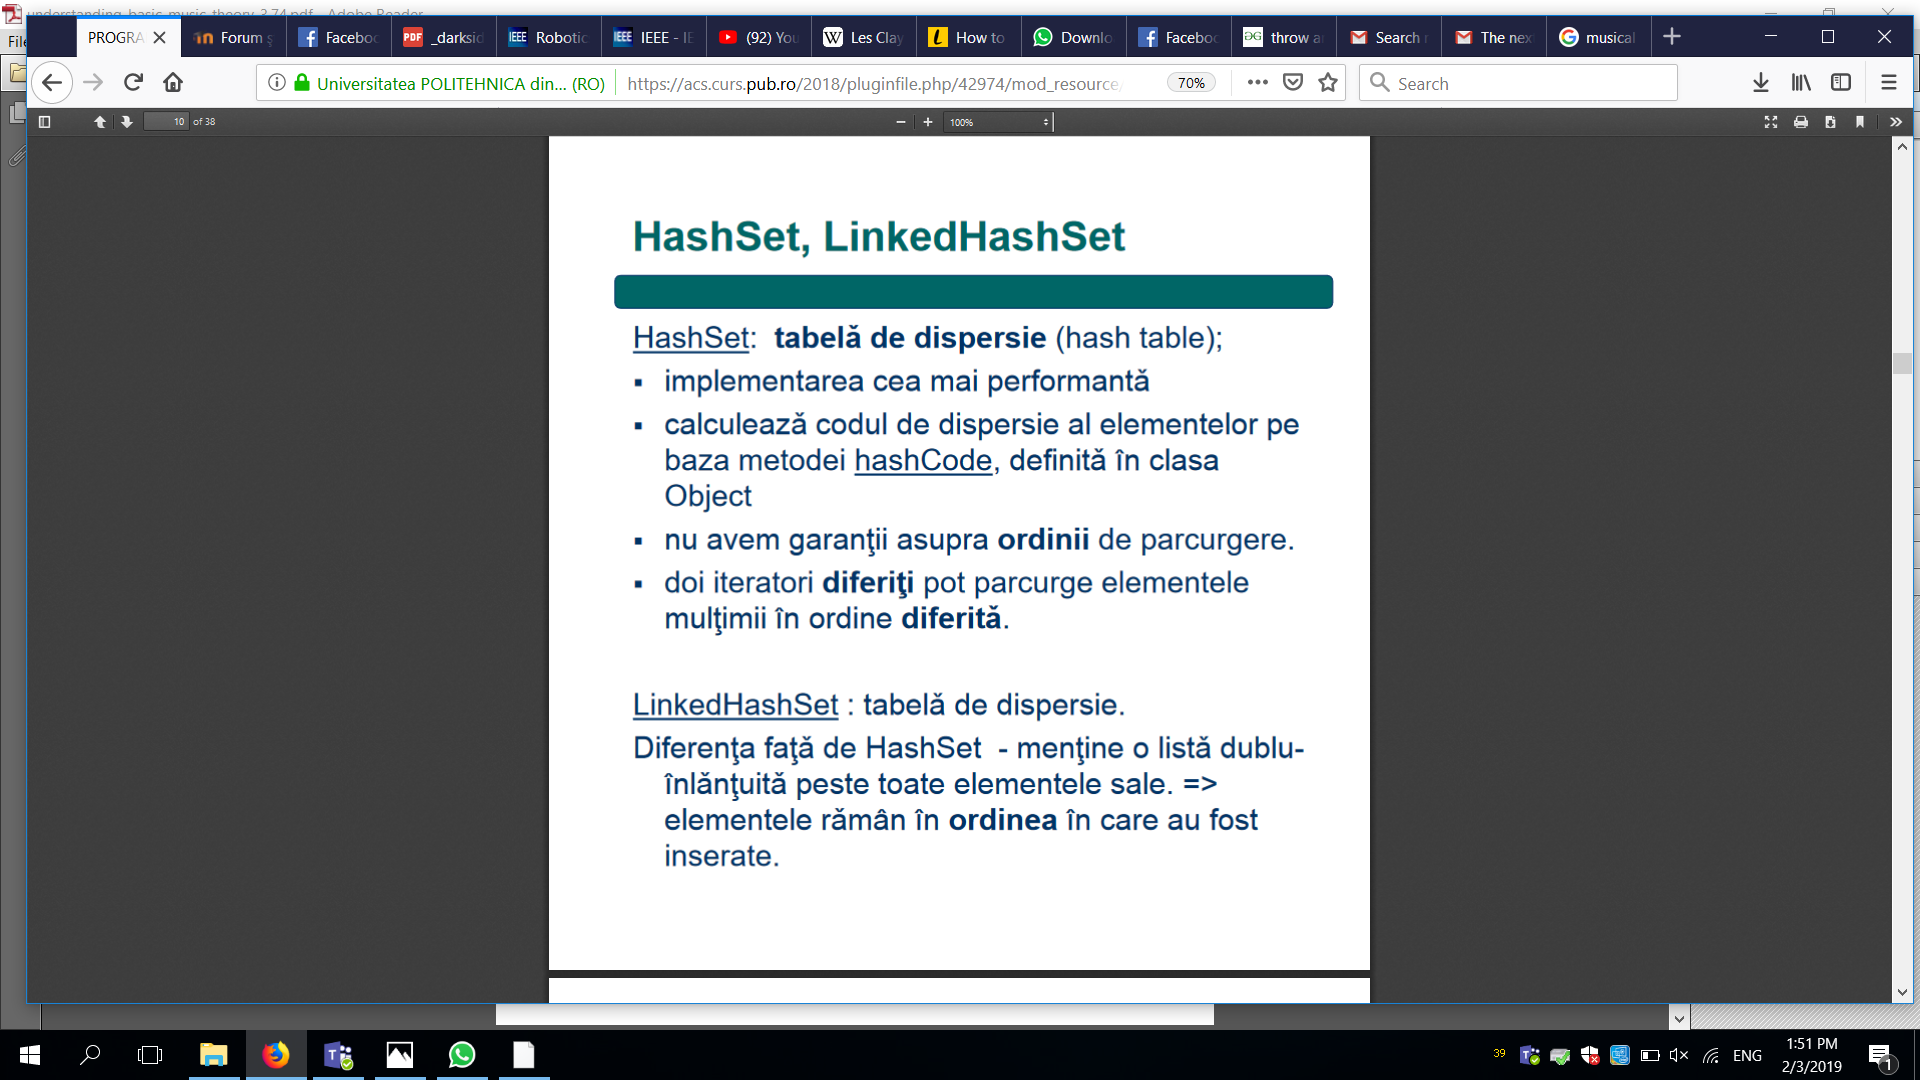 understanding_basic_music_theory_3.74.pdf - Adobe Reader
File
PROGRA
Forum ș
Faceboo
_darksid
Robotic
IEEE - IE
(92) You
Les Clay
How to
Downlo
Faceboo
throw a
Search
The nex
musical
Universitatea POLITEHNICA din... (RO)
https://acs.curs.pub.ro/2018/pluginfile.php/42974/mod_resource/
70%
Search
10 of 38
100%
HashSet, LinkedHashSet
HashSet: tabelă de dispersie (hash table);
▪ implementarea cea mai performantă
▪ calculează codul de dispersie al elementelor pe
baza metodei hashCode, definită în clasa
Object
▪ nu avem garanţii asupra ordinii de parcurgere.
▪ doi iteratori diferiţi pot parcurge elementele
mulţimii în ordine diferită.
LinkedHashSet : tabelă de dispersie.
Diferenţa faţă de HashSet - menţine o listă dublu-
înlănţuită peste toate elementele sale. =>
elementele rămân în ordinea în care au fost
inserate.
39
ENG
1:51 PM
2/3/2019
1